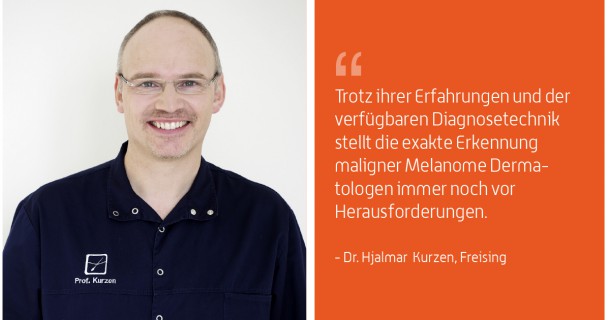 Prof. Kurzen
“
Trotz ihrer Erfahrungen und der
verfügbaren Diagnosetechnik
stellt die exakte Erkennung
maligner Melanome Derma-
tologen immer noch vor
Herausforderungen.
– Dr. Hjalmar Kurzen, Freising